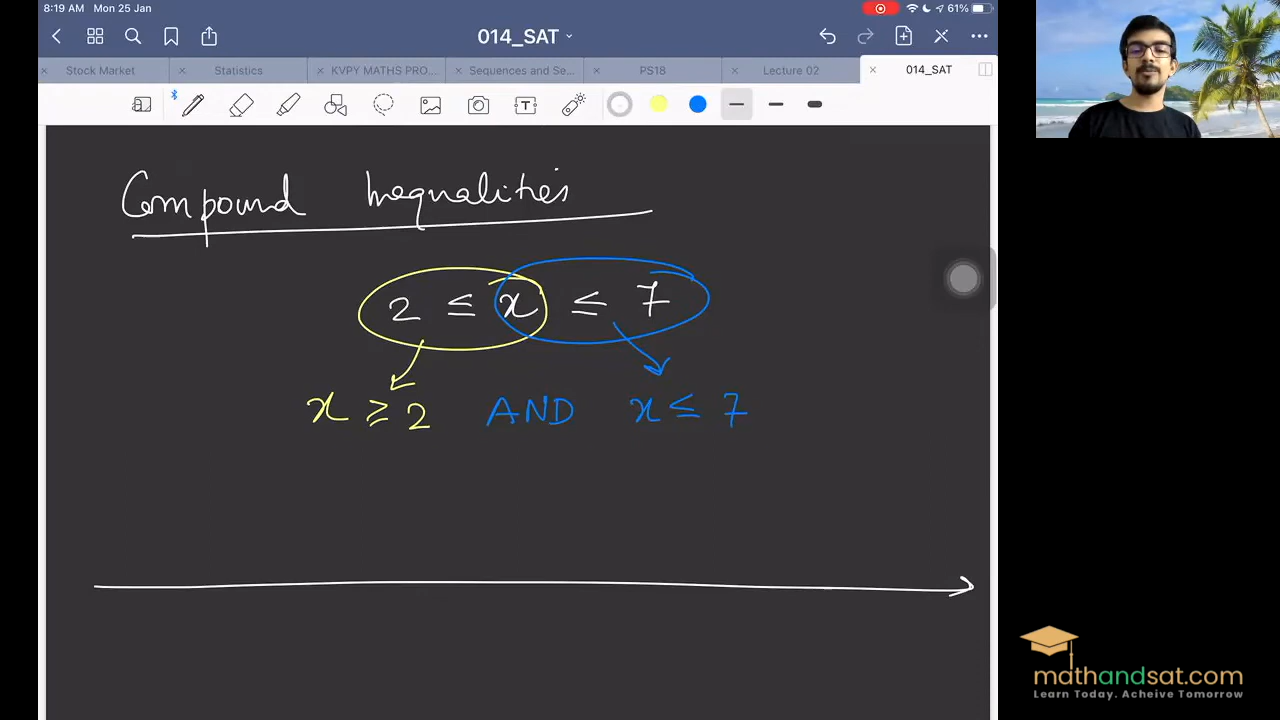 8:19 AM Mon 25 Jan
61%
014_SAT
Stock Market
Statistics
KVPY MATHS PRO...
Sequences and Se...
PS18
Lecture 02
014_SAT
T
Compound Inequalities
2 ≤ x ≤ 7
x ≥ 2 AND x ≤ 7
mathandsat.com
Learn Today. Acheive Tomorrow